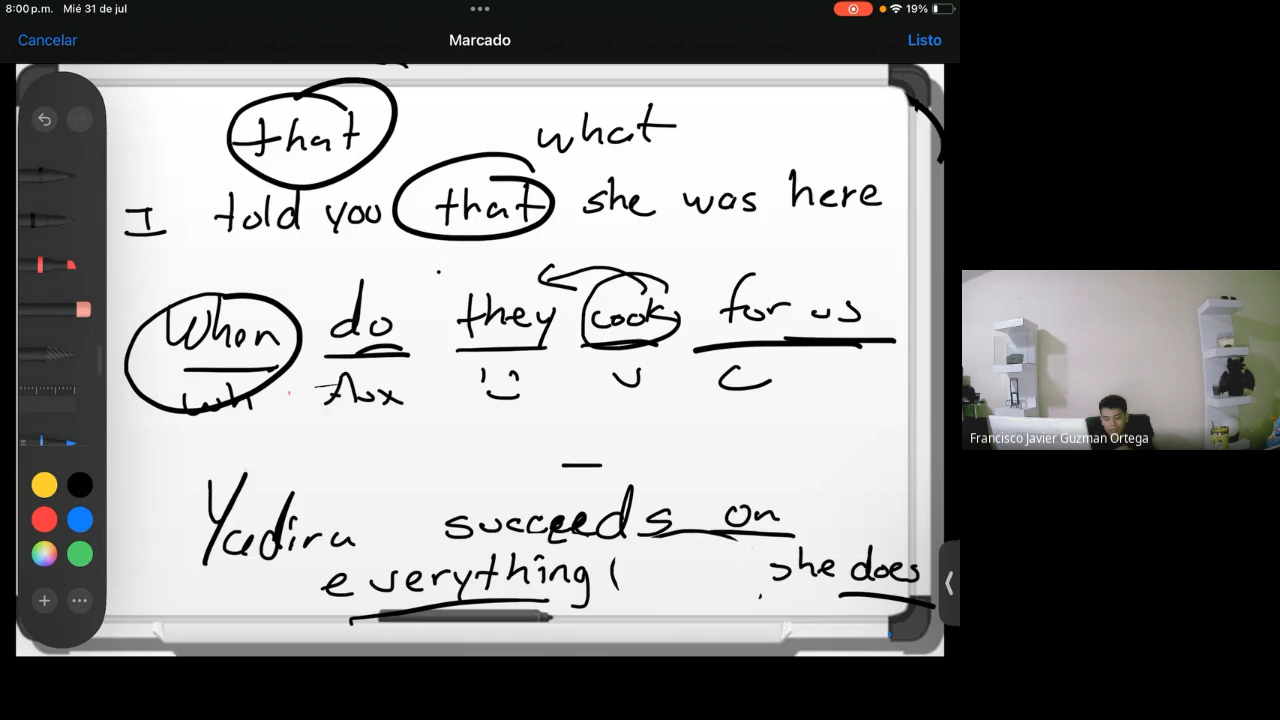 8:00 p.m. Mié 31 de jul
19%
Cancelar
Marcado
Listo
that
what
I told you that she was here
When do they cook for us
wh Aux V C
Yadira succeeds on
everything ( she does
Francisco Javier Guzman Ortega